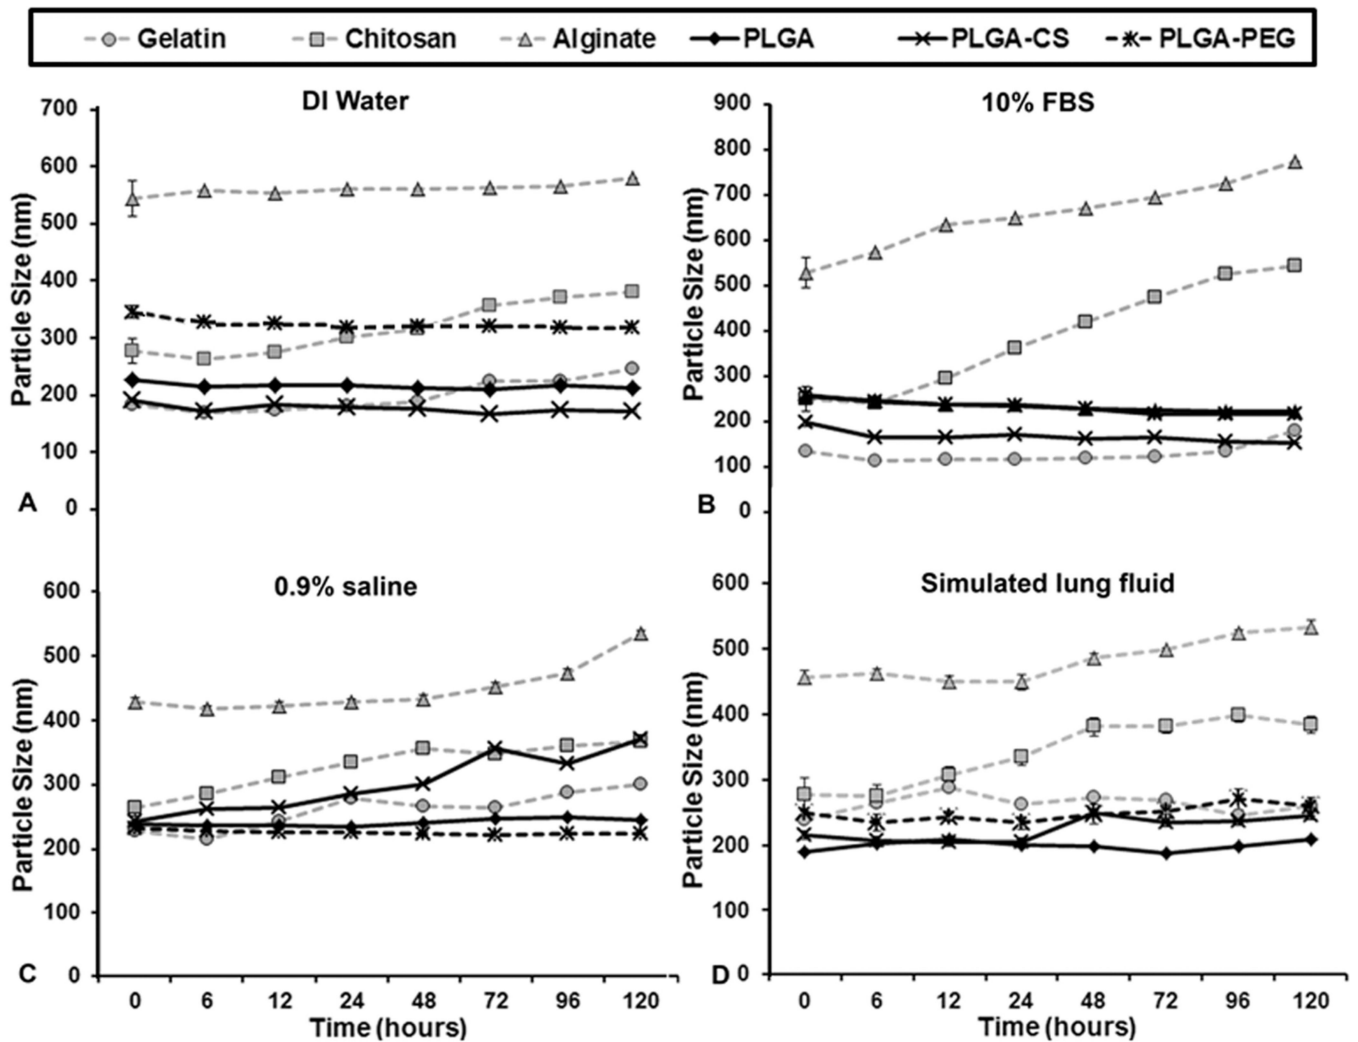 Gelatin Chitosan Alginate PLGA PLGA-CS PLGA-PEG
DI Water
Particle Size (nm)
700
600
500
400
300
200
100
0
A
10% FBS
Particle Size (nm)
900
800
700
600
500
400
300
200
100
0
B
0.9% saline
Particle Size (nm)
600
500
400
300
200
100
0
C
0 6 12 24 48 72 96 120
Time (hours)
Simulated lung fluid
Particle Size (nm)
600
500
400
300
200
100
0
D
0 6 12 24 48 72 96 120
Time (hours)